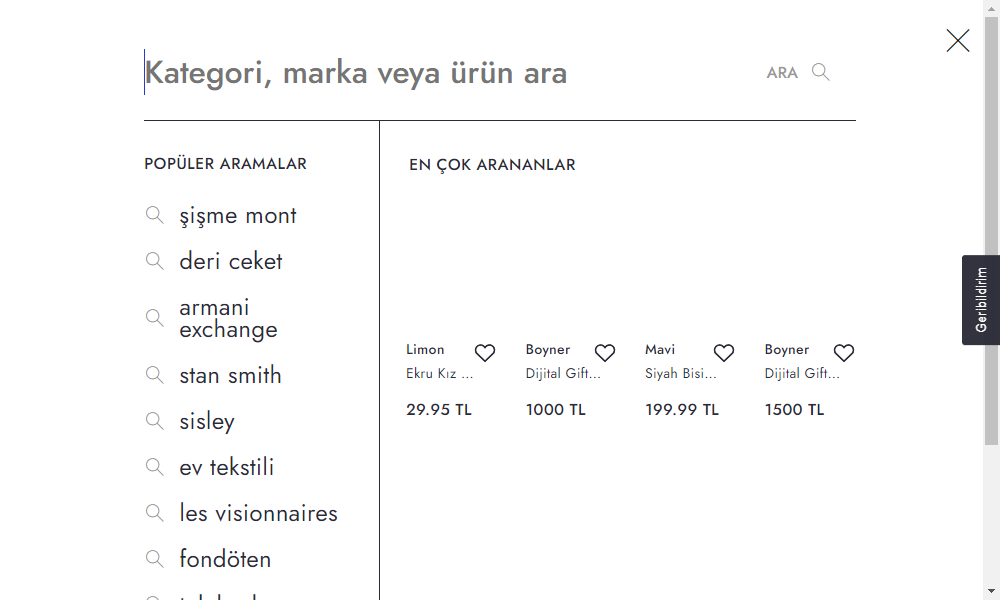 Kategori, marka veya ürün ara
ARA
POPÜLER ARAMALAR
şişme mont
deri ceket
armani
exchange
stan smith
sisley
ev tekstili
les visionnaires
fondöten
EN ÇOK ARANANLAR
Limon
Ekru Kız ...
29.95 TL
Boyner
Dijital Gift...
1000 TL
Mavi
Siyah Bisi...
199.99 TL
Boyner
Dijital Gift...
1500 TL
Geribildirim